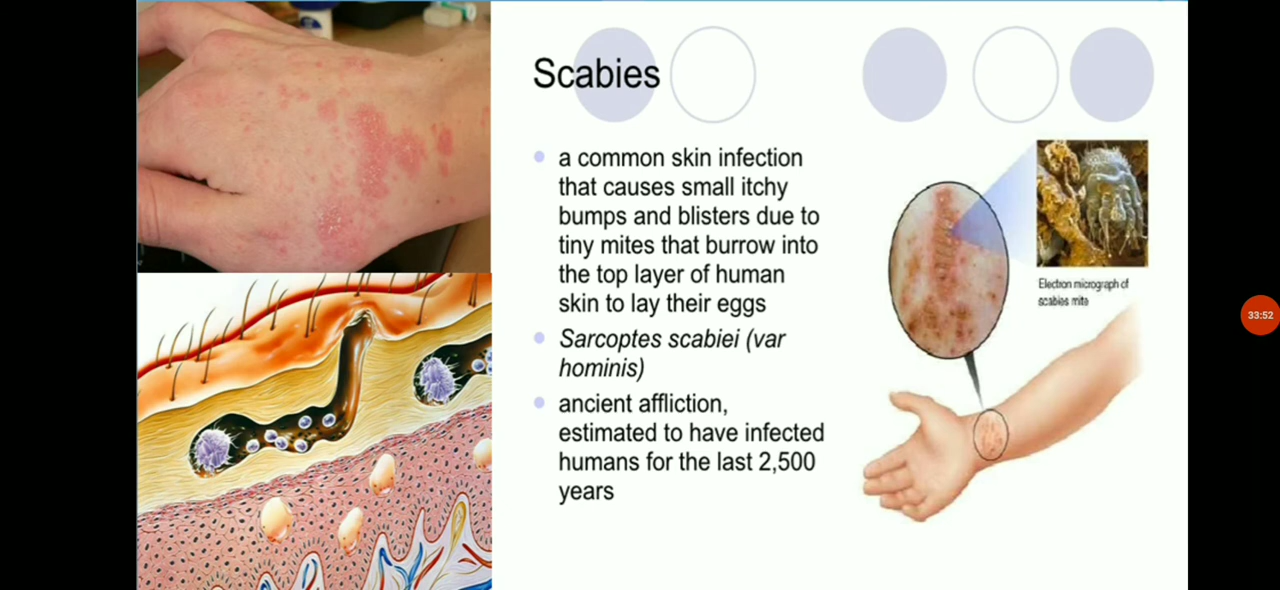 Scabies
a common skin infection
that causes small itchy
bumps and blisters due to
tiny mites that burrow into
the top layer of human
skin to lay their eggs
Sarcoptes scabiei (var
hominis)
ancient affliction,
estimated to have infected
humans for the last 2,500
years
Electron micrograph of
scabies mite
33:52